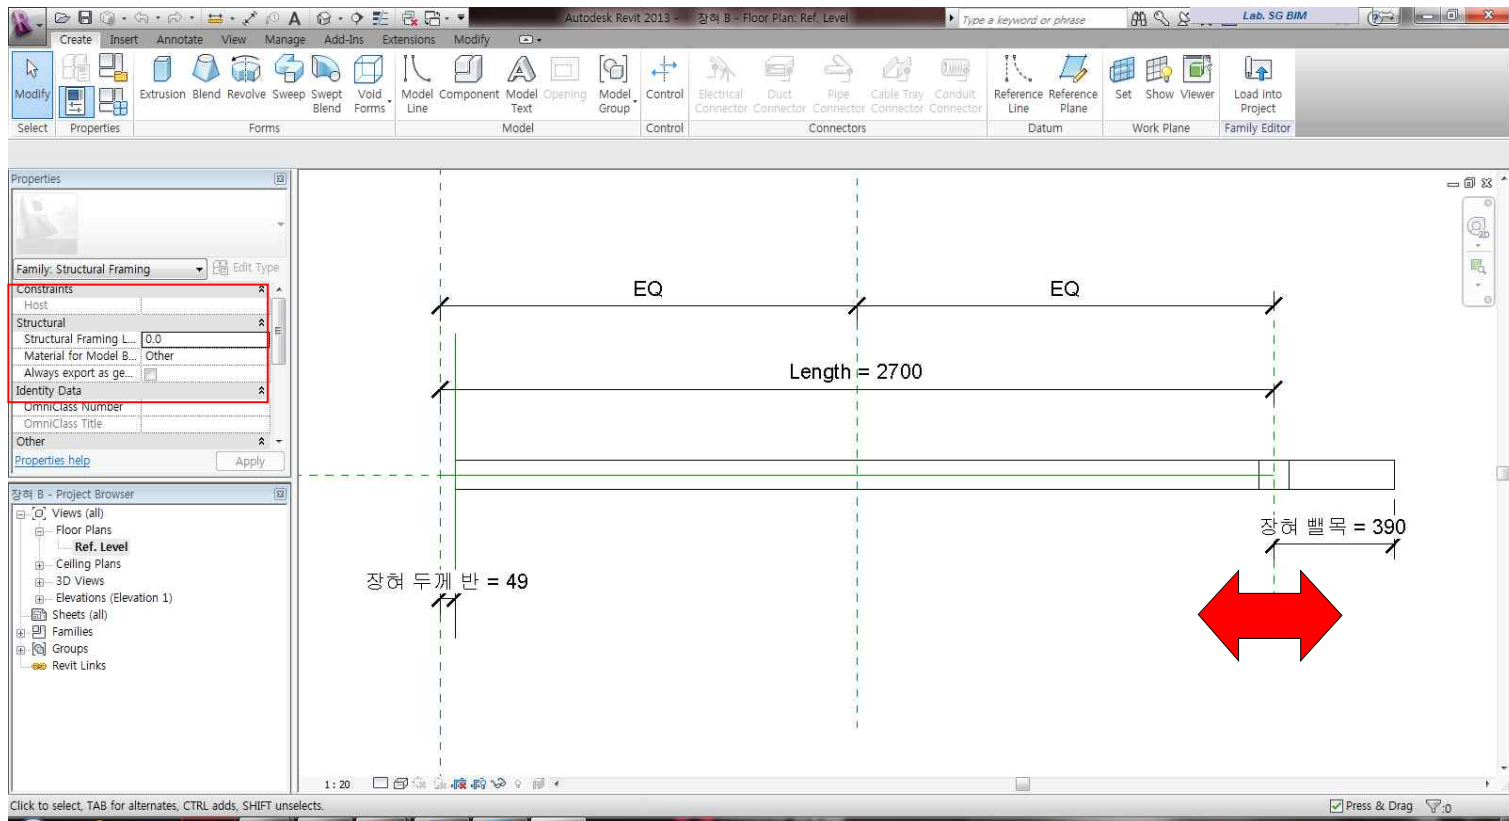 Autodesk Revit 2013 - 장혀 B - Floor Plan: Ref. Level
Type a keyword or phrase
Lab. SG BIM
Create Insert Annotate View Manage Add-Ins Extensions Modify
Modify
Extrusion Blend Revolve Sweep Swept Blend Void Forms
Model Line Component Model Text Opening Model Group
Control
Electrical Connector Duct Connector Pipe Connector Cable Tray Connector Conduit Connector
Reference Line Reference Plane
Set Show Viewer
Load into Project
Select Properties Forms Model Control Connectors Datum Work Plane Family Editor
Properties
Family: Structural Framing Edit Type
Constraints
Host
Structural
Structural Framing L... 0.0
Material for Model B... Other
Always export as ge...
Identity Data
OmniClass Number
OmniClass Title
Other
Properties help Apply
장혀 B - Project Browser
Views (all)
Floor Plans
Ref. Level
Ceiling Plans
3D Views
Elevations (Elevation 1)
Sheets (all)
Families
Groups
Revit Links
EQ EQ
Length = 2700
장혀 뺄목 = 390
장혀 두께 반 = 49
2D
1 : 20
Click to select, TAB for alternates, CTRL adds, SHIFT unselects.
Press & Drag :0